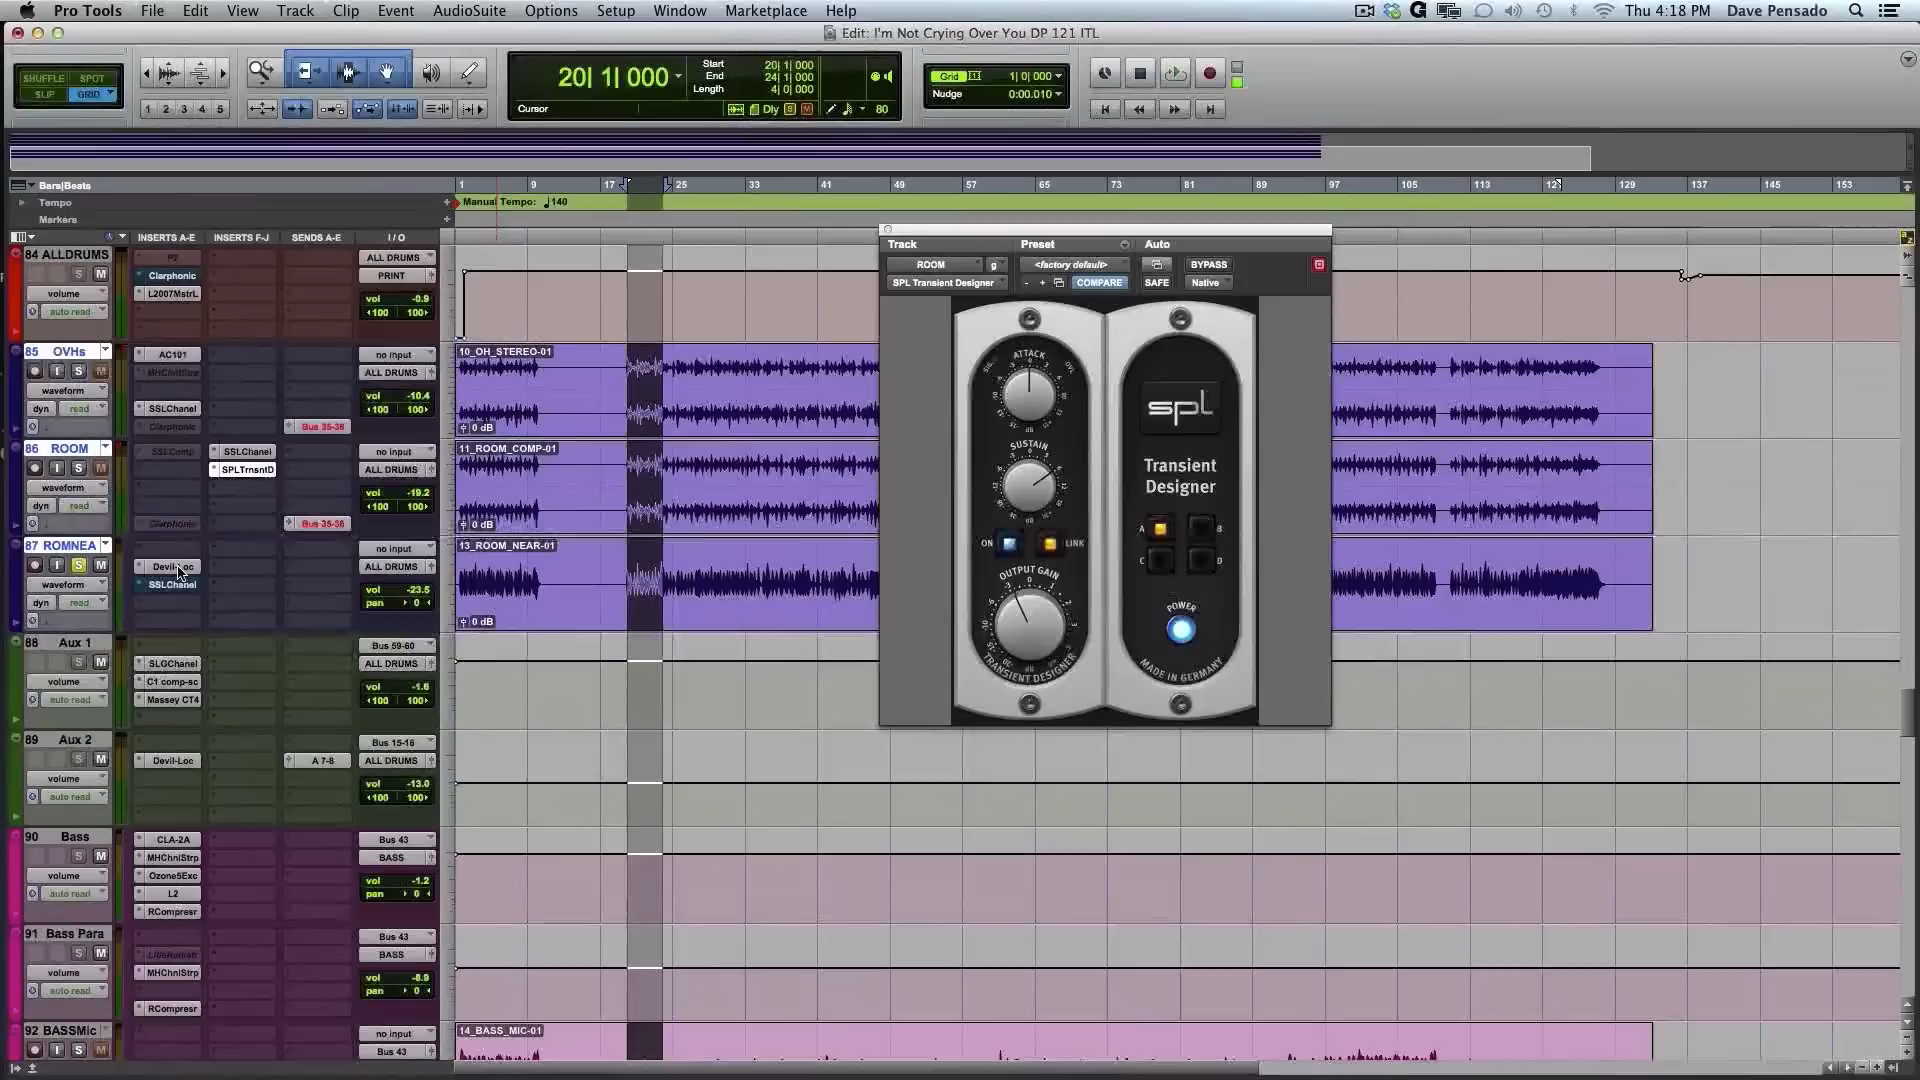 Pro Tools File Edit View Track Clip Event AudioSuite Options Setup Window Marketplace Help
Thu 4:18 PM Dave Pensado
Edit: I'm Not Crying Over You DP 121 ITL
SHUFFLE SPOT
SLIP GRID
1 2 3 4 5
20| 1| 000
Start 20| 1| 000
End 24| 1| 000
Length 4| 0| 000
Cursor
Dly S M 80
Grid 1| 0| 000
Nudge 0:00.010
Bars|Beats
1 9 17 25 33 41 49 57 65 73 81 89 97 105 113 121 129 137 145 153
Tempo
Manual Tempo: 140
Markers
INSERTS A-E INSERTS F-J SENDS A-E I / O
84 ALLDRUMS
S M
volume
auto read
P2
Clarphonic
L2007MstrL
ALL DRUMS
PRINT
vol -0.9
100 100
85 OVHs
I S M
waveform
dyn read
AC101
MHChnlStrp
SSLChanel
Clarphonic
Bus 35-36
no input
ALL DRUMS
vol -10.4
100 100
10_OH_STEREO-01
0 dB
86 ROOM
I S M
waveform
dyn read
SSLComp
Clarphonic
SSLChanel
SPLTrnsntD
Bus 35-36
no input
ALL DRUMS
vol -19.2
100 100
11_ROOM_COMP-01
0 dB
87 ROMNEA
I S M
waveform
dyn read
Devil-Loc
SSLChanel
no input
ALL DRUMS
vol -23.5
pan 0
13_ROOM_NEAR-01
0 dB
88 Aux 1
S M
volume
auto read
SLGChanel
C1 comp-sc
Massey CT4
Bus 59-60
ALL DRUMS
vol -1.6
100 100
89 Aux 2
S M
volume
auto read
Devil-Loc
A 7-8
Bus 15-16
ALL DRUMS
vol -13.0
100 100
90 Bass
S M
volume
auto read
CLA-2A
MHChnlStrp
Ozone5Exc
L2
RCompresr
Bus 43
BASS
vol -1.2
pan 0
91 Bass Para
S M
volume
auto read
MHChnlStrp
RCompresr
Bus 43
BASS
vol -8.9
pan 0
92 BASSMic
I S M
no input
Bus 43
14_BASS_MIC-01
Track Preset Auto
ROOM g <factory default> BYPASS
SPL Transient Designer - + COMPARE SAFE Native
ATTACK
SIG. OVL
dB
SUSTAIN
dB
ON LINK
OUTPUT GAIN
dB
TRANSIENT DESIGNER
spl
Transient
Designer
A B
C D
POWER
MADE IN GERMANY